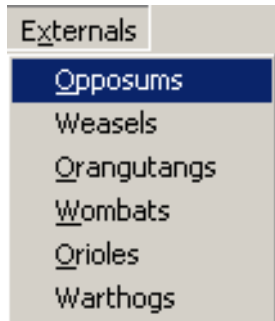 Externals
Opposums
Weasels
Orangutangs
Wombats
Orioles
Warthogs